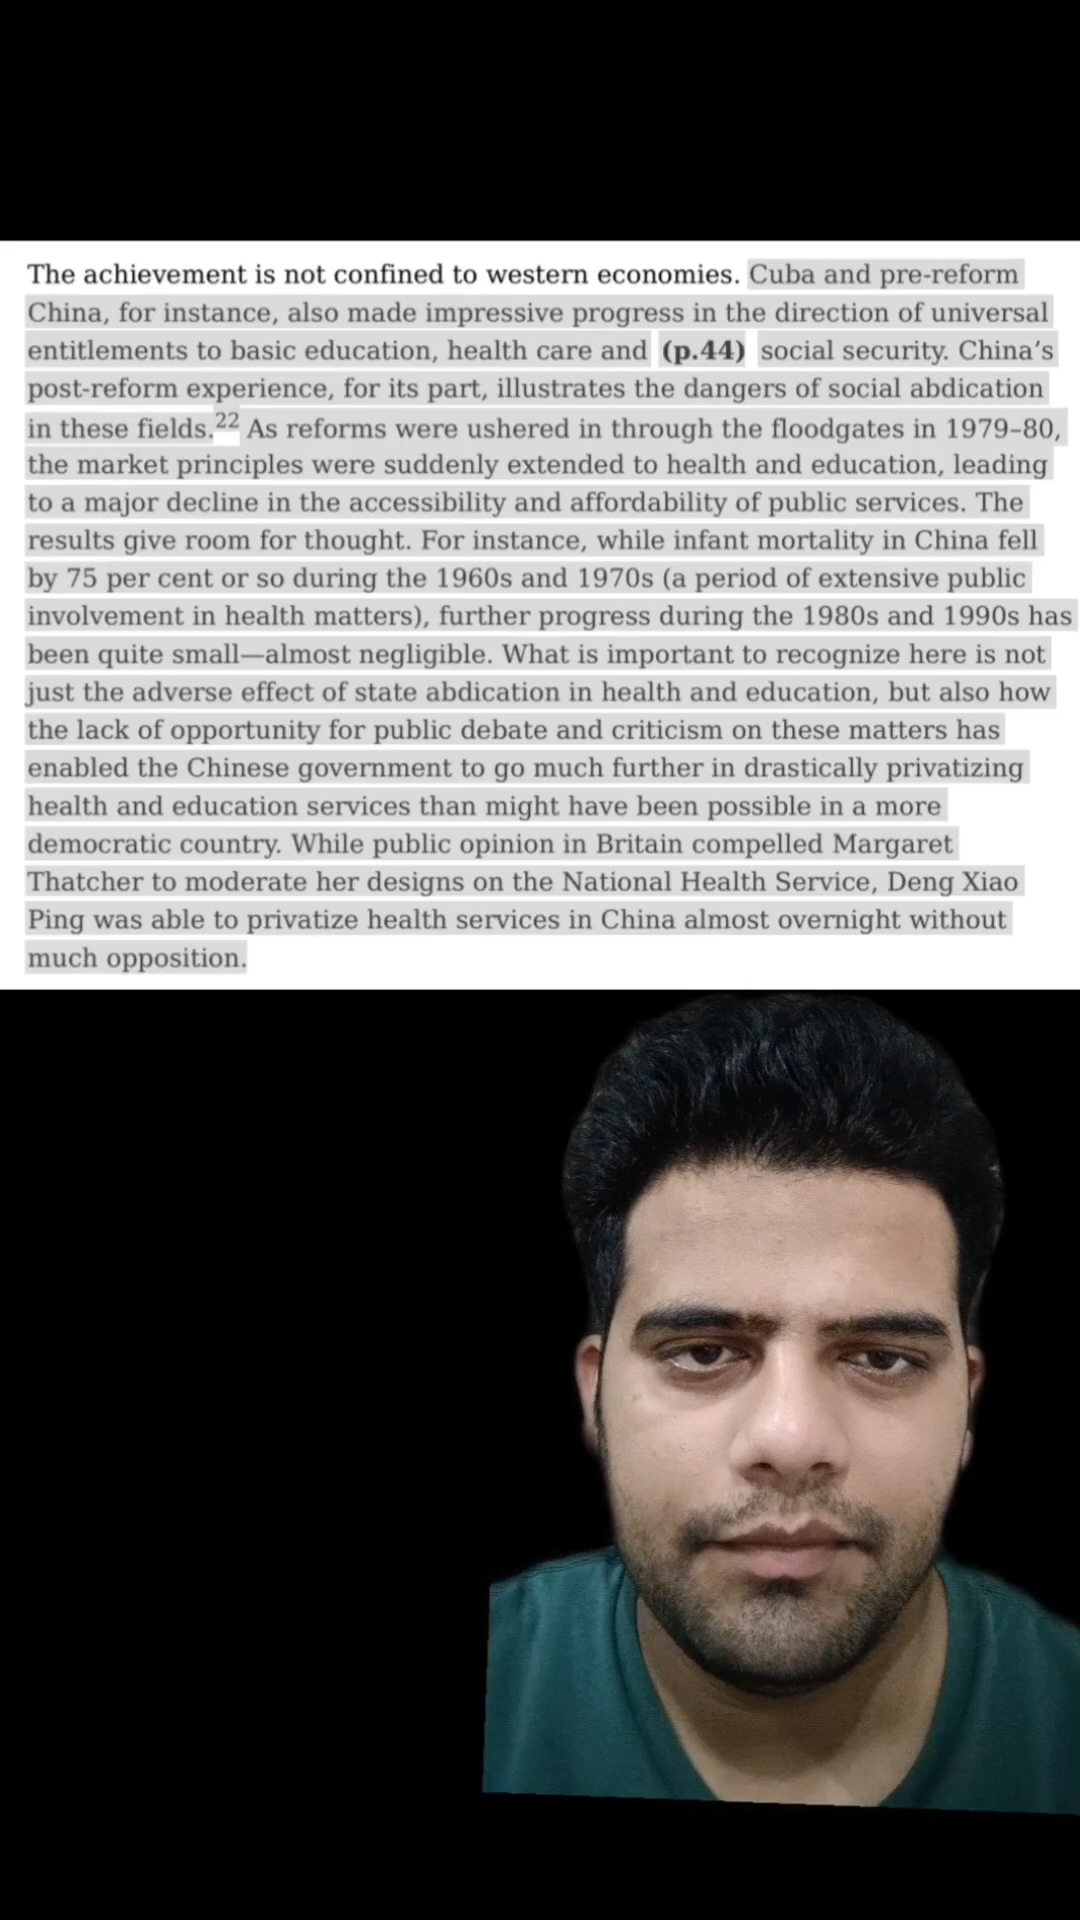 The achievement is not confined to western economies. Cuba and pre-reform
China, for instance, also made impressive progress in the direction of universal
entitlements to basic education, health care and (p.44) social security. China’s
post-reform experience, for its part, illustrates the dangers of social abdication
in these fields.22 As reforms were ushered in through the floodgates in 1979–80,
the market principles were suddenly extended to health and education, leading
to a major decline in the accessibility and affordability of public services. The
results give room for thought. For instance, while infant mortality in China fell
by 75 per cent or so during the 1960s and 1970s (a period of extensive public
involvement in health matters), further progress during the 1980s and 1990s has
been quite small—almost negligible. What is important to recognize here is not
just the adverse effect of state abdication in health and education, but also how
the lack of opportunity for public debate and criticism on these matters has
enabled the Chinese government to go much further in drastically privatizing
health and education services than might have been possible in a more
democratic country. While public opinion in Britain compelled Margaret
Thatcher to moderate her designs on the National Health Service, Deng Xiao
Ping was able to privatize health services in China almost overnight without
much opposition.